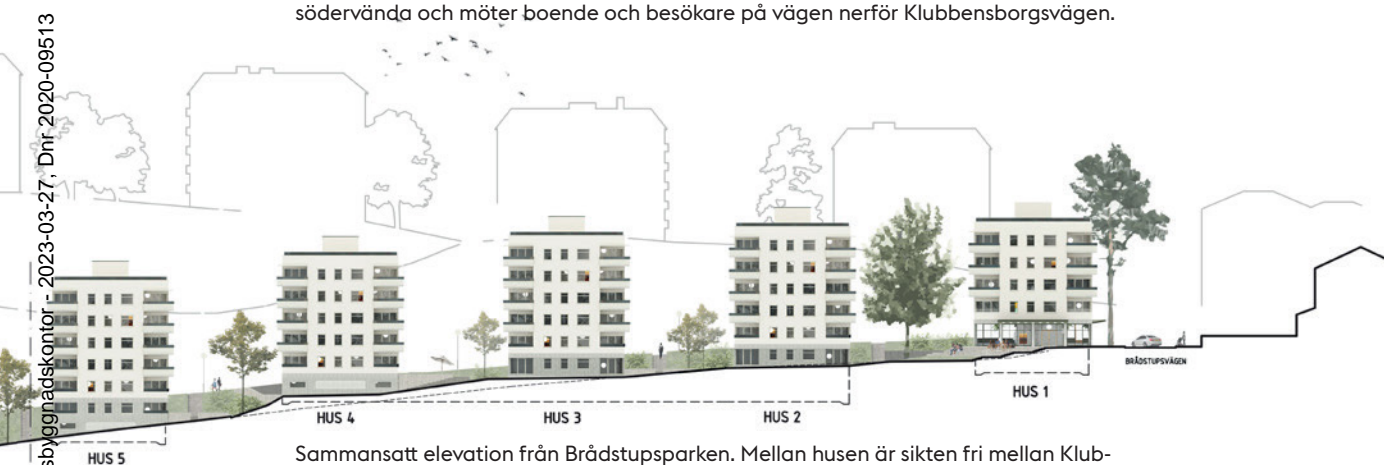 södervända och möter boende och besökare på vägen nerför Klubbensborgsvägen.
sbyggnadskontor - 2023-03-27, Dnr 2020-09513
BRÅDSTUPSVÄGEN
HUS 1
HUS 2
HUS 3
HUS 4
HUS 5
Sammansatt elevation från Brådstupsparken. Mellan husen är sikten fri mellan Klub-